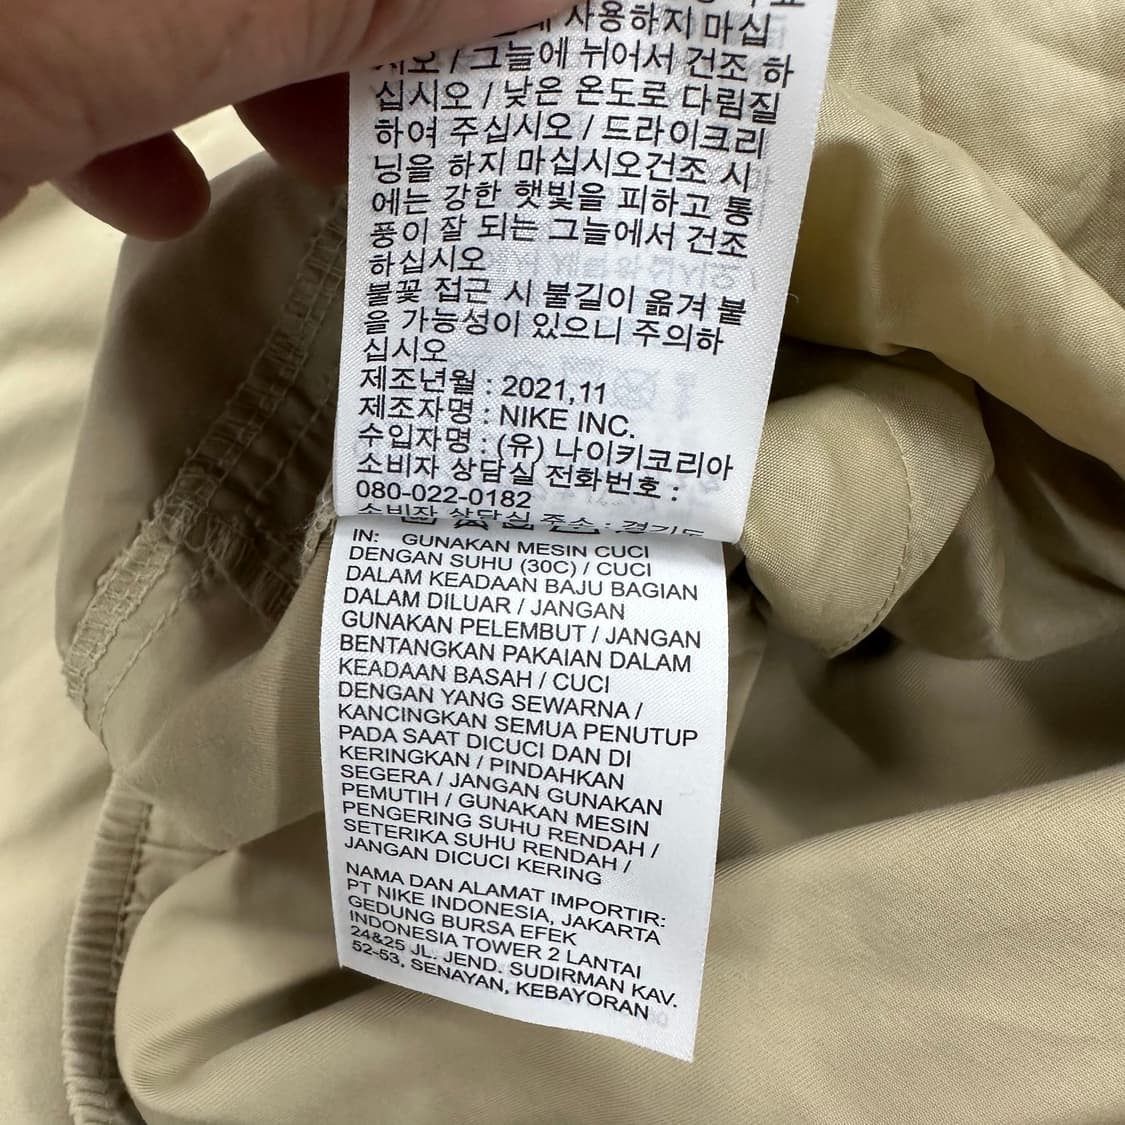 사용하지 마십
시오 / 그늘에 뉘어서 건조 하
십시오 / 낮은 온도로 다림질
하여 주십시오 / 드라이크리
닝을 하지 마십시오건조 시
에는 강한 햇빛을 피하고 통
풍이 잘 되는 그늘에서 건조
하십시오
불꽃 접근 시 불길이 옮겨 붙
을 가능성이 있으니 주의하
십시오
제조년월 : 2021,11
제조자명 : NIKE INC.
수입자명 : (유) 나이키코리아
소비자 상담실 전화번호 :
080-022-0182
소비자 상담실 주소 : 경기도
IN: GUNAKAN MESIN CUCI
DENGAN SUHU (30C) / CUCI
DALAM KEADAAN BAJU BAGIAN
DALAM DILUAR / JANGAN
GUNAKAN PELEMBUT / JANGAN
BENTANGKAN PAKAIAN DALAM
KEADAAN BASAH / CUCI
DENGAN YANG SEWARNA /
KANCINGKAN SEMUA PENUTUP
PADA SAAT DICUCI DAN DI
KERINGKAN / PINDAHKAN
SEGERA / JANGAN GUNAKAN
PEMUTIH / GUNAKAN MESIN
PENGERING SUHU RENDAH /
SETERIKA SUHU RENDAH /
JANGAN DICUCI KERING
NAMA DAN ALAMAT IMPORTIR:
PT NIKE INDONESIA, JAKARTA
GEDUNG BURSA EFEK
INDONESIA TOWER 2 LANTAI
24&25 JL. JEND. SUDIRMAN KAV.
52-53, SENAYAN, KEBAYORAN